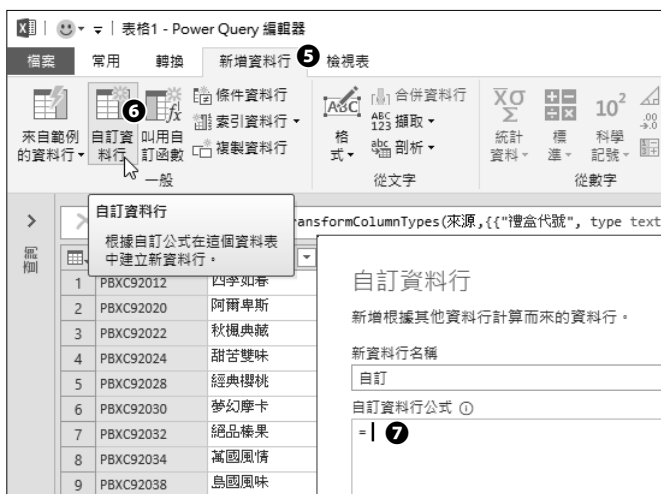 表格1 - Power Query 編輯器
檔案 常用 轉換 新增資料行 5 檢視表
6
來自範例的資料行
自訂資料行
叫用自訂函數
條件資料行
索引資料行
複製資料行
一般
ABC
格式
合併資料行
ABC 123 擷取
abc 剖析
從文字
Χσ Σ
統計資料
標準
10² 科學記號
.00 →.0
從數字
自訂資料行
根據自訂公式在這個資料表
中建立新資料行。
ansformColumnTypes(來源,{{"禮盒代號", type text
查詢
1 PBXC92012 四季如春
2 PBXC92020 阿爾卑斯
3 PBXC92022 秋楓典藏
4 PBXC92024 甜苦雙味
5 PBXC92028 經典櫻桃
6 PBXC92030 夢幻摩卡
7 PBXC92032 絕品榛果
8 PBXC92034 萬國風情
9 PBXC92038 島國風味
自訂資料行
新增根據其他資料行計算而來的資料行。
新資料行名稱
自訂
自訂資料行公式
= 7